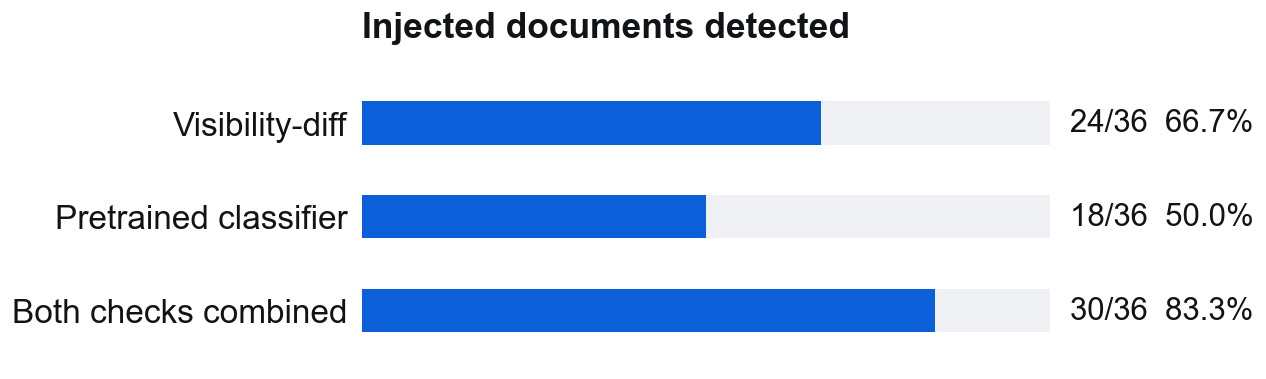 Injected documents detected
Visibility-diff 24/36 66.7%
Pretrained classifier 18/36 50.0%
Both checks combined 30/36 83.3%